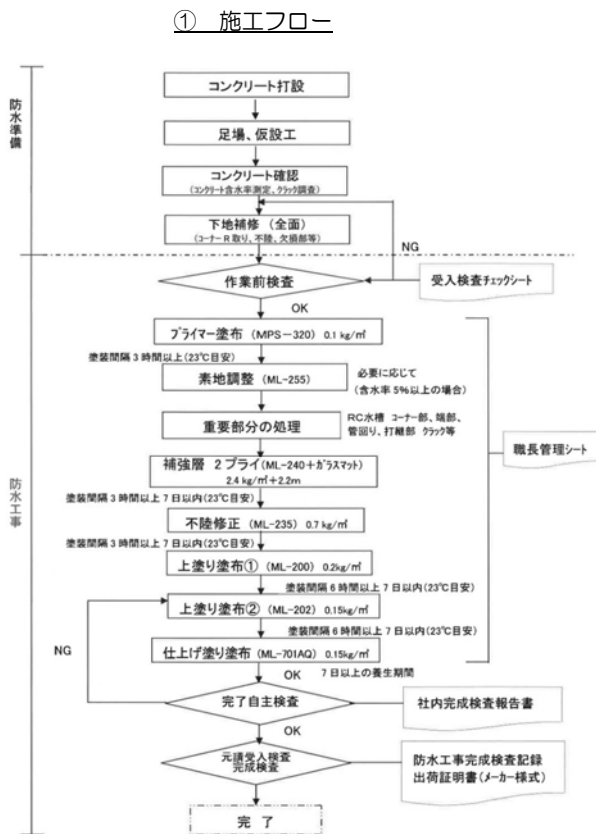 ① 施工フロー
防水準備
コンクリート打設
足場、仮設工
コンクリート確認
(コンクリート含水率測定、クラック調査)
下地補修 (全面)
(コーナーR取り、不陸、欠損部等)
NG
防水工事
作業前検査
受入検査チェックシート
OK
プライマー塗布 (MPS-320) 0.1 kg/㎡
塗装間隔3時間以上(23℃目安)
素地調整 (ML-255)
必要に応じて
(含水率5%以上の場合)
重要部分の処理
RC水槽 コーナー部、端部、
管回り、打継部 クラック等
職長管理シート
補強層 2プライ(ML-240+ガラスマット)
2.4 kg/㎡+2.2m
塗装間隔3時間以上7日以内(23℃目安)
不陸修正 (ML-235) 0.7 kg/㎡
塗装間隔3時間以上7日以内(23℃目安)
上塗り塗布① (ML-200) 0.2kg/㎡
塗装間隔6時間以上7日以内(23℃目安)
上塗り塗布② (ML-202) 0.15kg/㎡
塗装間隔6時間以上7日以内(23℃目安)
NG
仕上げ塗り塗布 (ML-701AQ) 0.15kg/㎡
OK
7日以上の養生期間
完了自主検査
社内完成検査報告書
OK
元請受入検査
完成検査
防水工事完成検査記録
出荷証明書(メーカー様式)
完 了